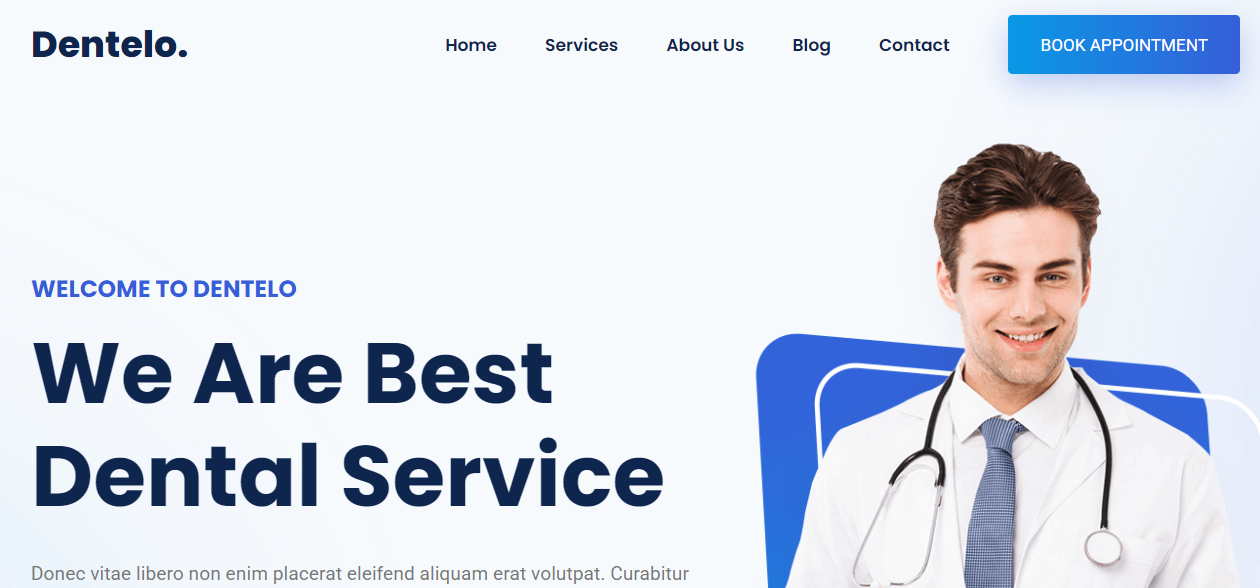 Dentelo.
Home Services About Us Blog Contact BOOK APPOINTMENT
WELCOME TO DENTELO
We Are Best
Dental Service
Donec vitae libero non enim placerat eleifend aliquam erat volutpat. Curabitur